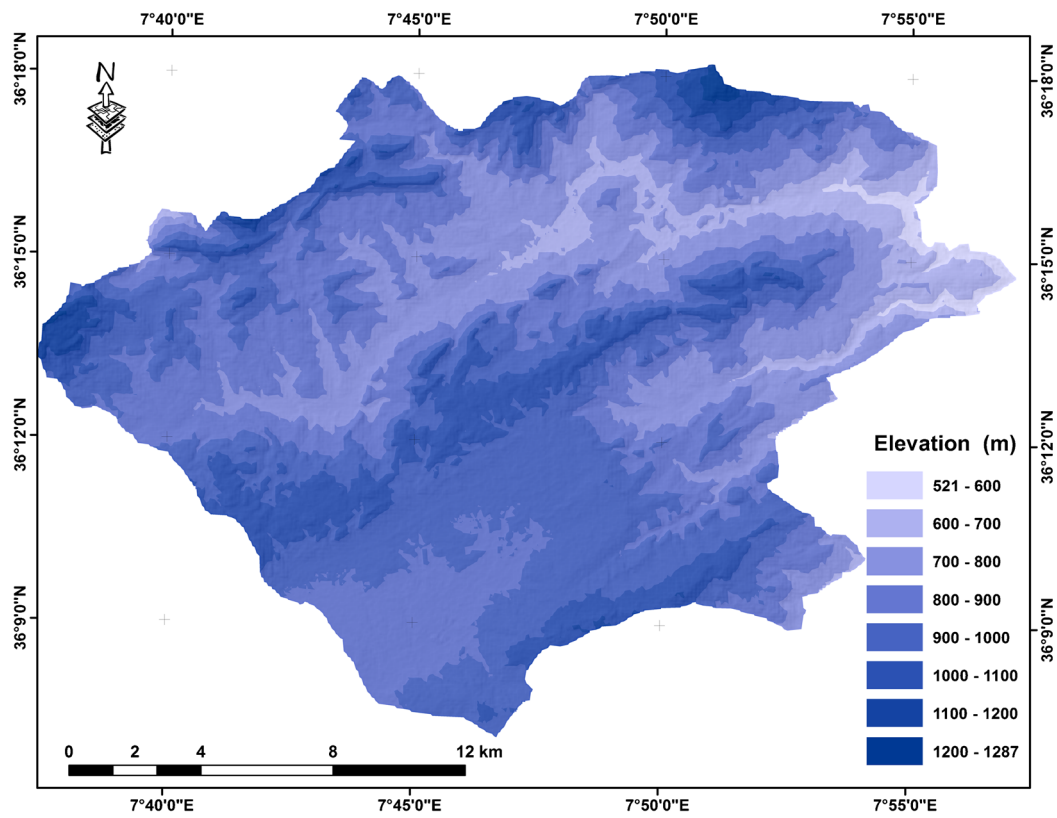 7°40'0"E 7°45'0"E 7°50'0"E 7°55'0"E
36°18'0"N
36°18'0"N
N
36°15'0"N
36°15'0"N
36°12'0"N
36°12'0"N
Elevation (m)
521 - 600
600 - 700
700 - 800
800 - 900
900 - 1000
1000 - 1100
1100 - 1200
1200 - 1287
36°9'0"N
36°9'0"N
0 2 4 8 12 km
7°40'0"E 7°45'0"E 7°50'0"E 7°55'0"E